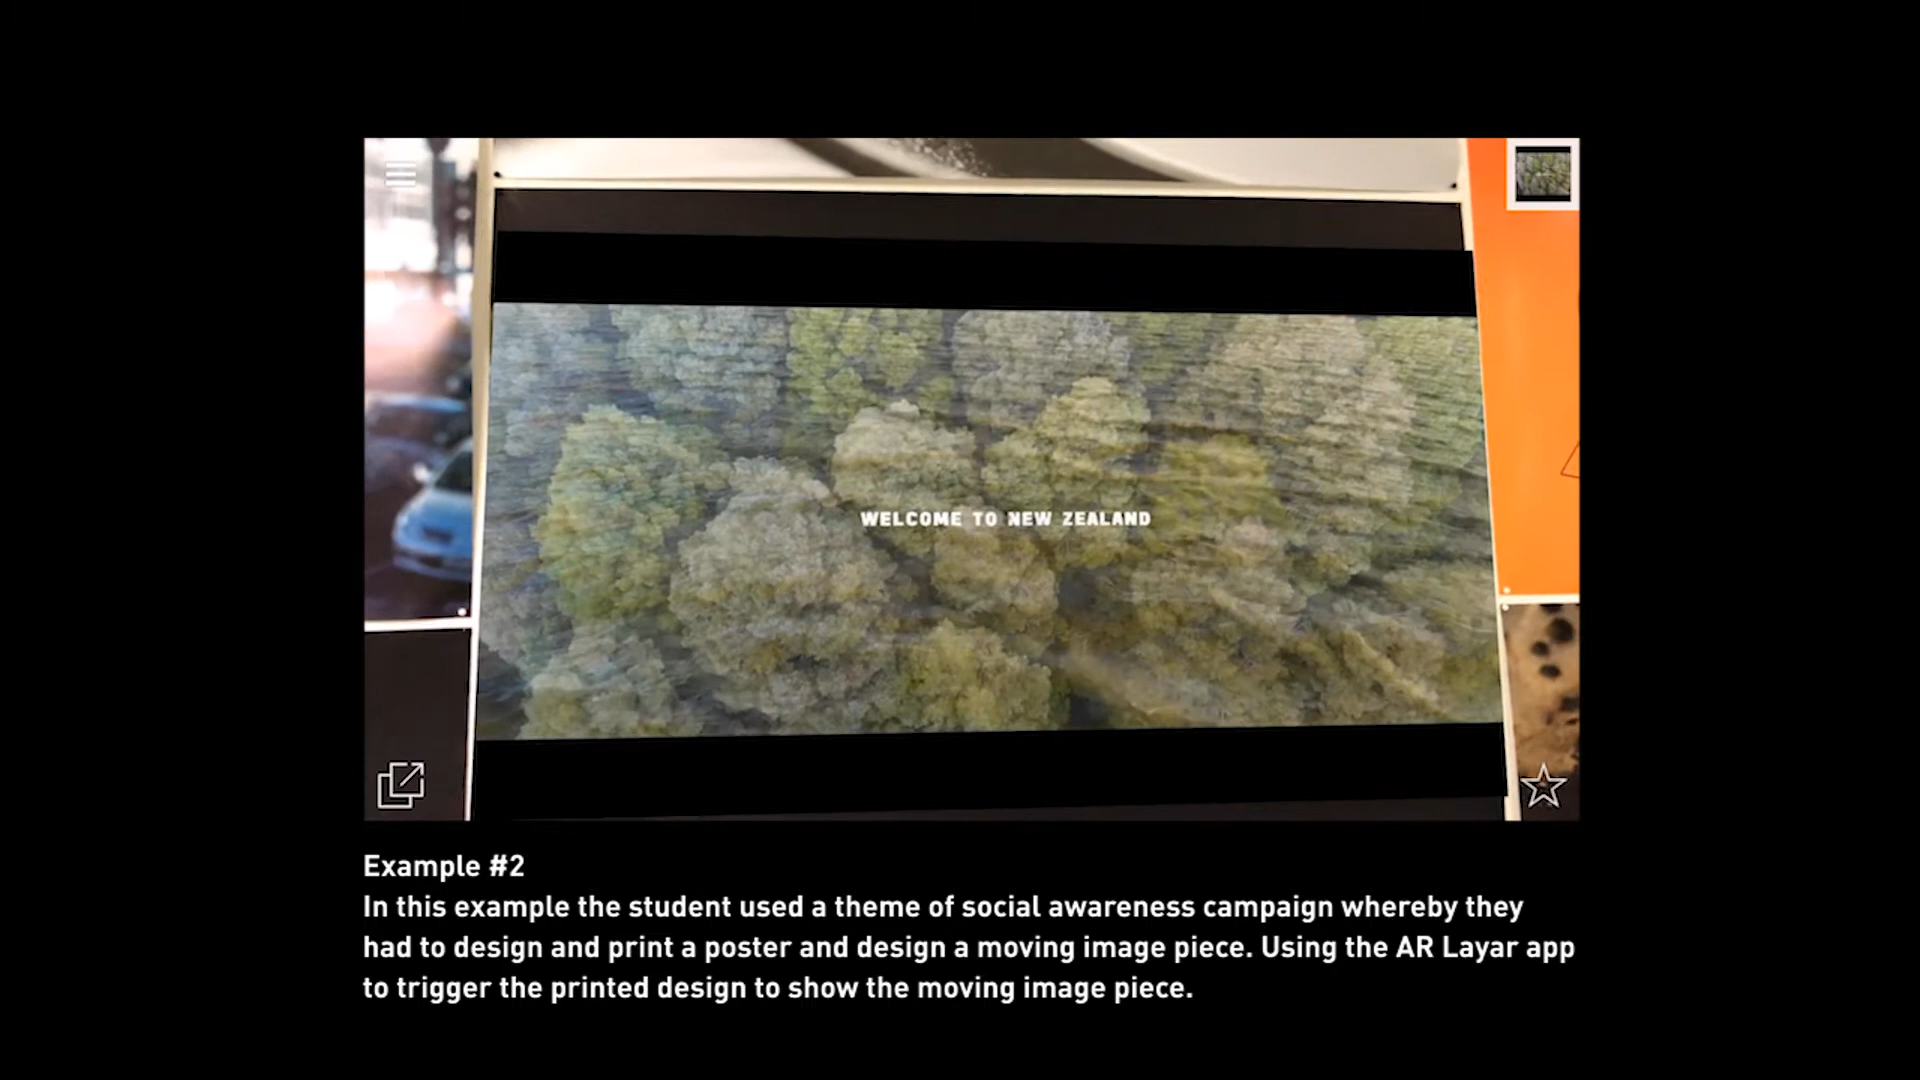 WELCOME TO NEW ZEALAND
Example #2
In this example the student used a theme of social awareness campaign whereby they
had to design and print a poster and design a moving image piece. Using the AR Layar app
to trigger the printed design to show the moving image piece.